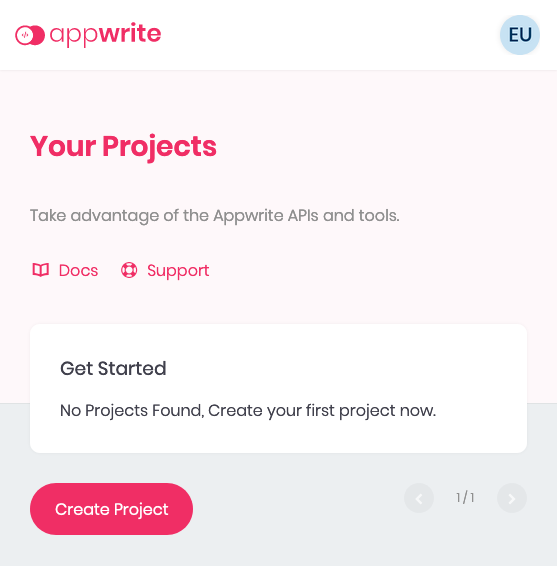 appwrite
EU
Your Projects
Take advantage of the Appwrite APIs and tools.
Docs
Support
Get Started
No Projects Found, Create your first project now.
Create Project
1 / 1